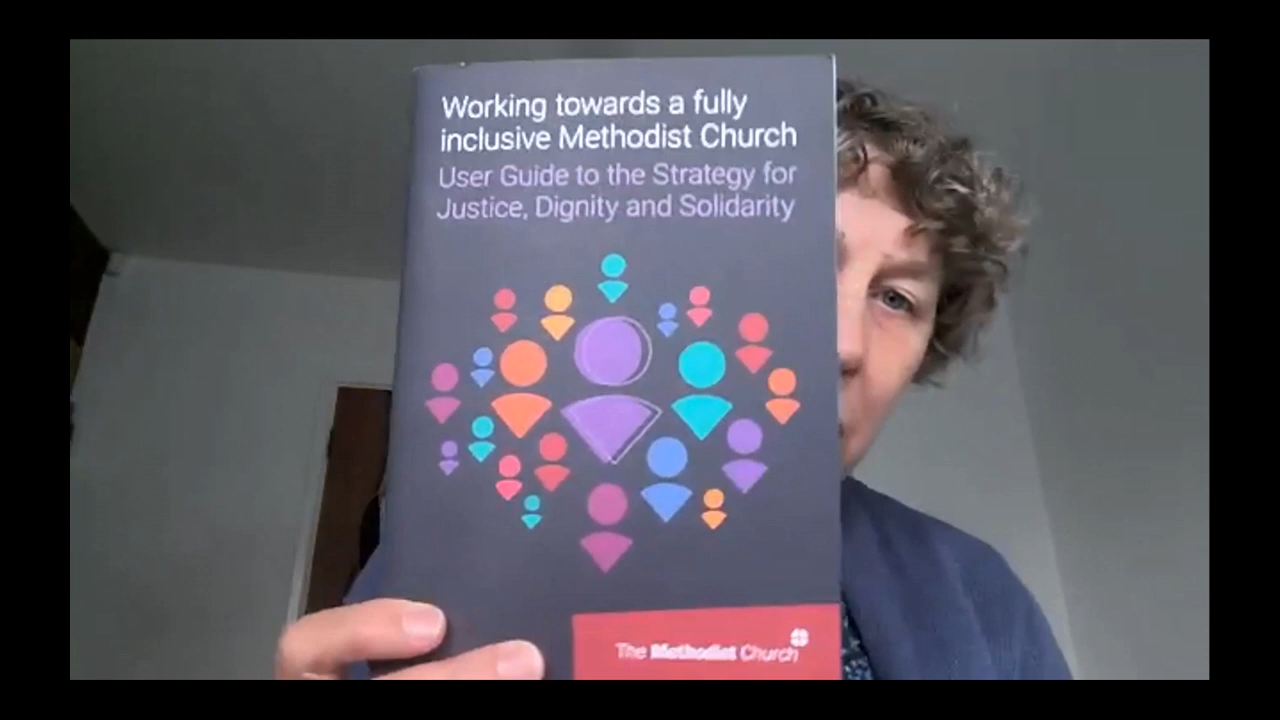 Working towards a fully
inclusive Methodist Church
User Guide to the Strategy for
Justice, Dignity and Solidarity
The Methodist Church